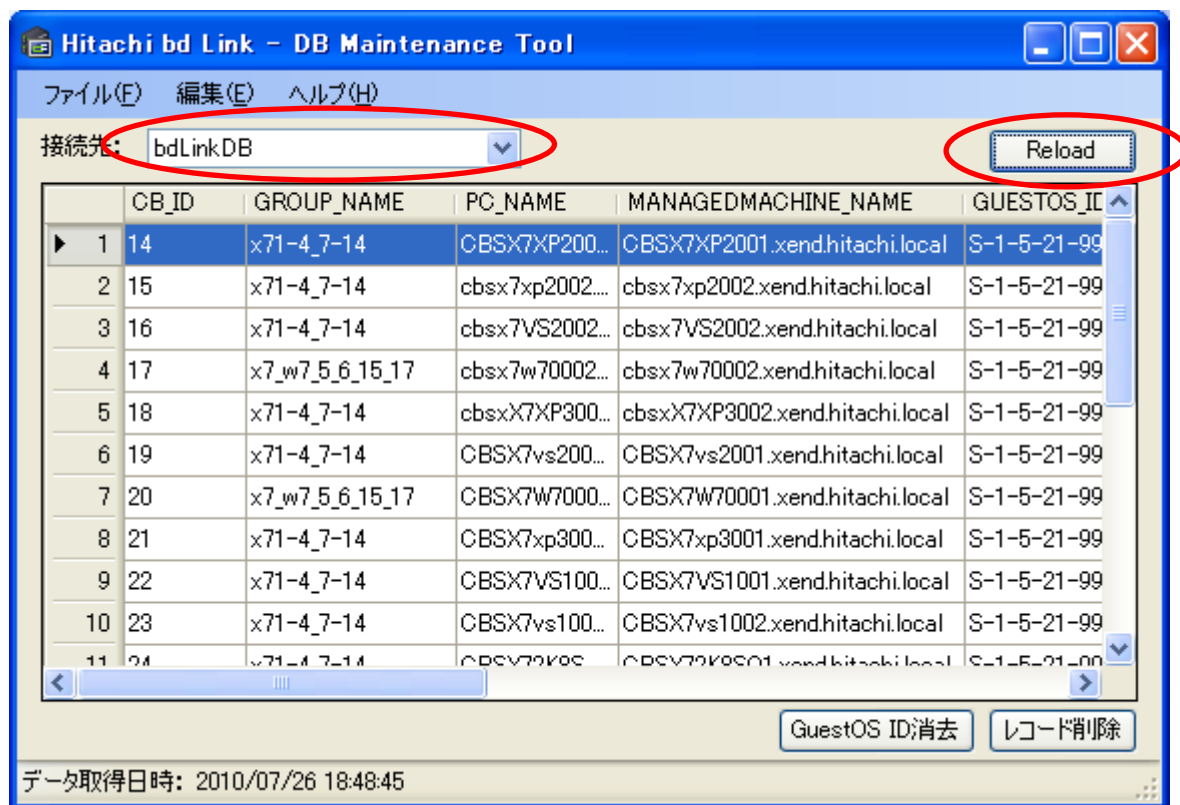 Hitachi bd Link - DB Maintenance Tool
ファイル(F) 編集(E) ヘルプ(H)
接続先: bdLinkDB Reload
CB_ID GROUP_NAME PC_NAME MANAGEDMACHINE_NAME GUESTOS_ID
1 14 x71-4_7-14 CBSX7XP200... CBSX7XP2001.xend.hitachi.local S-1-5-21-99
2 15 x71-4_7-14 cbsx7xp2002.... cbsx7xp2002.xend.hitachi.local S-1-5-21-99
3 16 x71-4_7-14 cbsx7VS2002... cbsx7VS2002.xend.hitachi.local S-1-5-21-99
4 17 x7_w7_5_6_15_17 cbsx7w70002... cbsx7w70002.xend.hitachi.local S-1-5-21-99
5 18 x71-4_7-14 cbsxX7XP300... cbsxX7XP3002.xend.hitachi.local S-1-5-21-99
6 19 x71-4_7-14 CBSX7vs200... CBSX7vs2001.xend.hitachi.local S-1-5-21-99
7 20 x7_w7_5_6_15_17 CBSX7W7000... CBSX7W70001.xend.hitachi.local S-1-5-21-99
8 21 x71-4_7-14 CBSX7xp300... CBSX7xp3001.xend.hitachi.local S-1-5-21-99
9 22 x71-4_7-14 CBSX7VS100... CBSX7VS1001.xend.hitachi.local S-1-5-21-99
10 23 x71-4_7-14 CBSX7vs100... CBSX7vs1002.xend.hitachi.local S-1-5-21-99
11 24 x71-4_7-14
GuestOS ID消去 レコード削除
データ取得日時: 2010/07/26 18:48:45